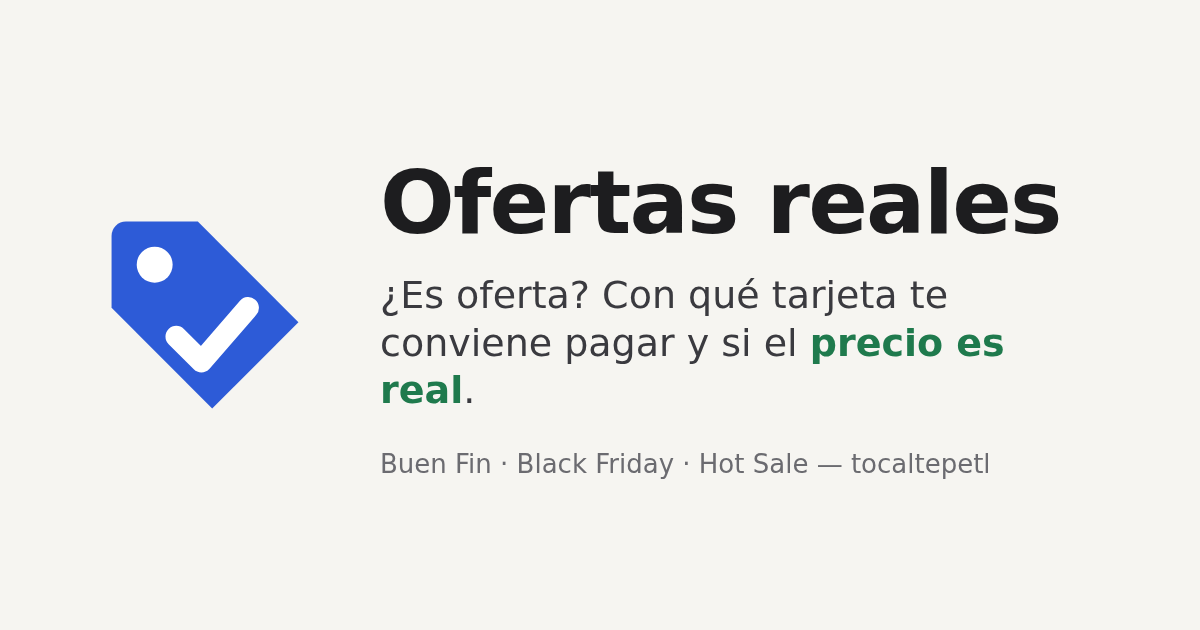 Ofertas reales
¿Es oferta? Con qué tarjeta te
conviene pagar y si el precio es
real.
Buen Fin · Black Friday · Hot Sale — tocaltepetl